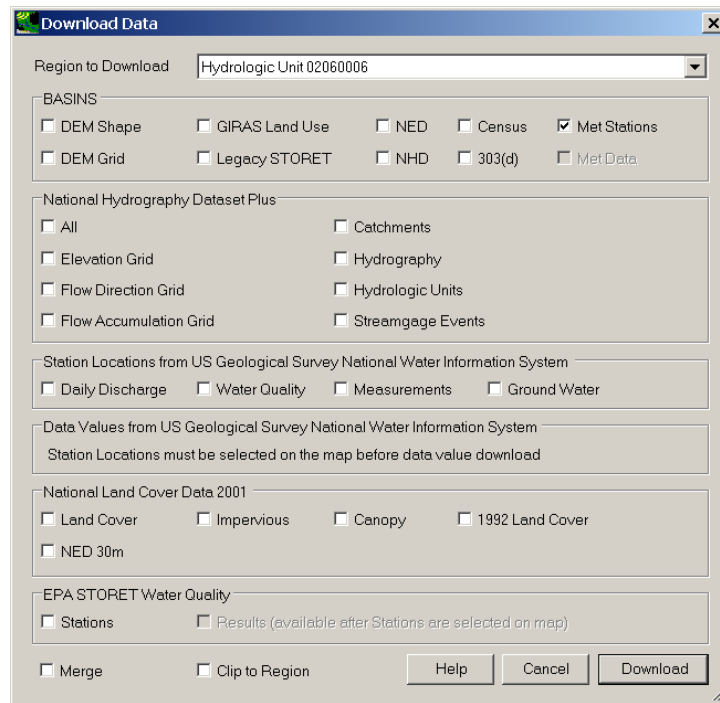 Download Data
Region to Download Hydrologic Unit 02060006
BASINS
DEM Shape GIRAS Land Use NED Census Met Stations
DEM Grid Legacy STORET NHD 303(d) Met Data
National Hydrography Dataset Plus
All Catchments
Elevation Grid Hydrography
Flow Direction Grid Hydrologic Units
Flow Accumulation Grid Streamgage Events
Station Locations from US Geological Survey National Water Information System
Daily Discharge Water Quality Measurements Ground Water
Data Values from US Geological Survey National Water Information System
Station Locations must be selected on the map before data value download
National Land Cover Data 2001
Land Cover Impervious Canopy 1992 Land Cover
NED 30m
EPA STORET Water Quality
Stations Results (available after Stations are selected on map)
Merge Clip to Region Help Cancel Download